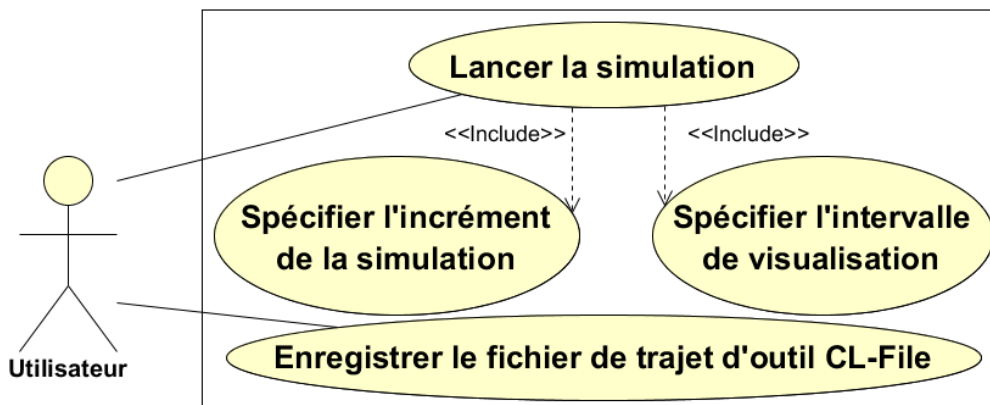 Lancer la simulation
<<Include>>
<<Include>>
Spécifier l'incrément
de la simulation
Spécifier l'intervalle
de visualisation
Enregistrer le fichier de trajet d'outil CL-File
Utilisateur